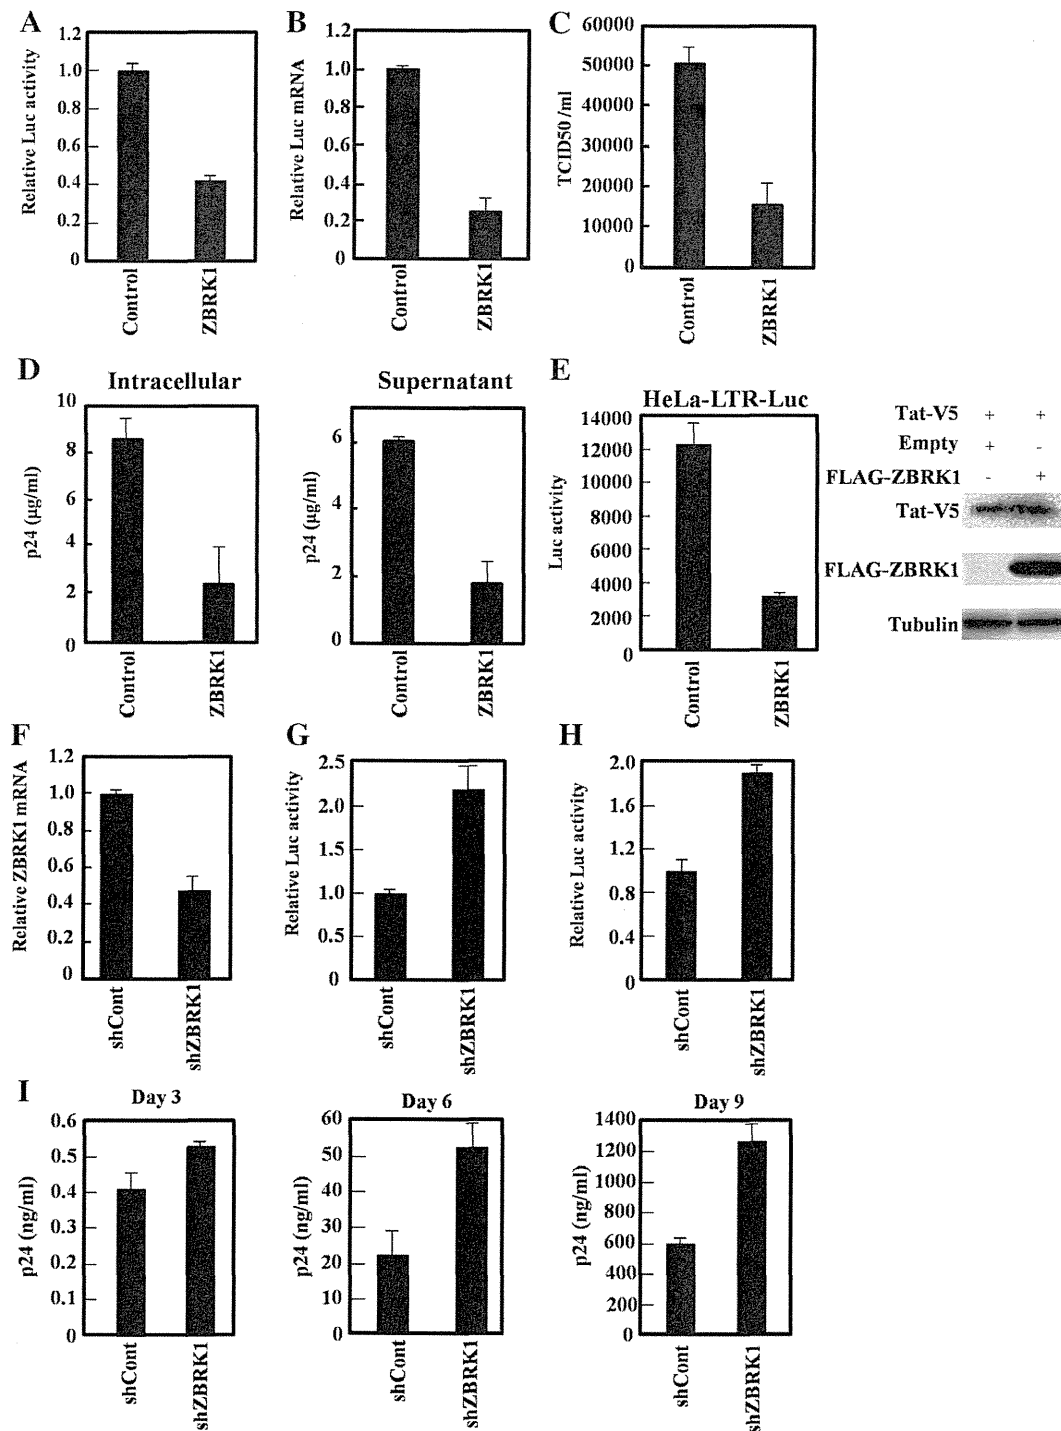 A
Relative Luc activity
1.2
1.0
0.8
0.6
0.4
0.2
0
Control
ZBRK1
B
Relative Luc mRNA
1.2
1.0
0.8
0.6
0.4
0.2
0
Control
ZBRK1
C
TCID50 /ml
60000
50000
40000
30000
20000
10000
0
Control
ZBRK1
D
Intracellular
p24 (μg/ml)
10
8
6
4
2
0
Control
ZBRK1
Supernatant
p24 (μg/ml)
6
4
2
0
Control
ZBRK1
E
HeLa-LTR-Luc
Luc activity
14000
12000
10000
8000
6000
4000
2000
0
Control
ZBRK1
Tat-V5 + +
Empty + -
FLAG-ZBRK1 - +
Tat-V5
FLAG-ZBRK1
Tubulin
F
Relative ZBRK1 mRNA
1.2
1.0
0.8
0.6
0.4
0.2
0
shCont
shZBRK1
G
Relative Luc activity
2.5
2.0
1.5
1.0
0.5
0
shCont
shZBRK1
H
Relative Luc activity
2.0
1.6
1.2
0.8
0.4
0
shCont
shZBRK1
I
Day 3
p24 (ng/ml)
0.6
0.5
0.4
0.3
0.2
0.1
0
shCont
shZBRK1
Day 6
p24 (ng/ml)
60
50
40
30
20
10
0
shCont
shZBRK1
Day 9
p24 (ng/ml)
1400
1200
1000
800
600
400
200
0
shCont
shZBRK1